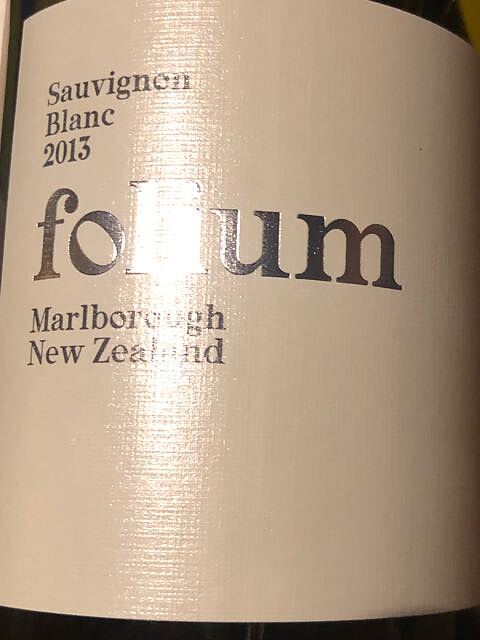 Sauvignon
Blanc
2013
folium
Marlborough
New Zealand